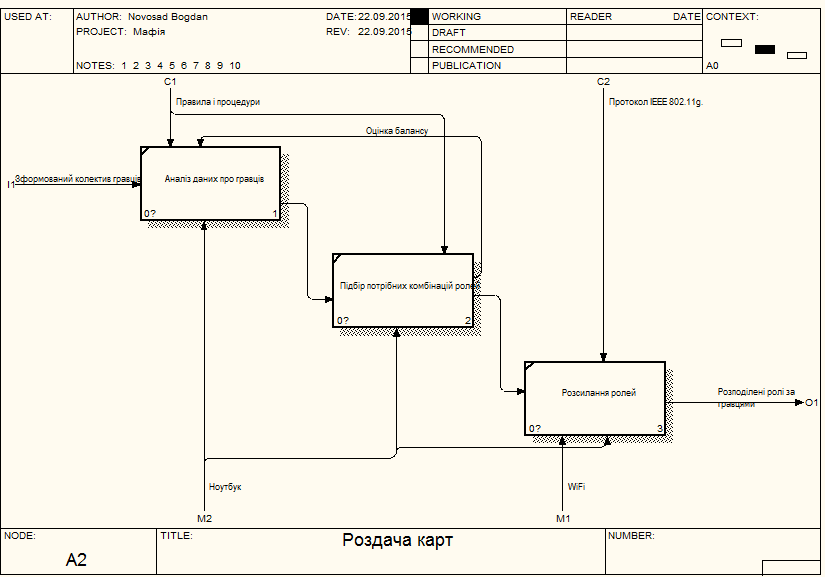 USED AT:
AUTHOR: Novosad Bogdan
DATE: 22.09.2015
WORKING
READER
DATE
CONTEXT:
PROJECT: Мафія
REV: 22.09.2015
DRAFT
RECOMMENDED
NOTES: 1 2 3 4 5 6 7 8 9 10
PUBLICATION
A0
C1
C2
Правила і процедури
Протокол IEEE 802.11g.
Оцінка балансу
I1
Зформований колектив гравців
Аналіз даних про гравців
0?
1
Підбір потрібних комбінацій ролей
0?
2
Розсилання ролей
0?
3
Розподілені ролі за
гравцями
O1
Ноутбук
WiFi
M2
M1
NODE:
TITLE:
NUMBER:
A2
Роздача карт